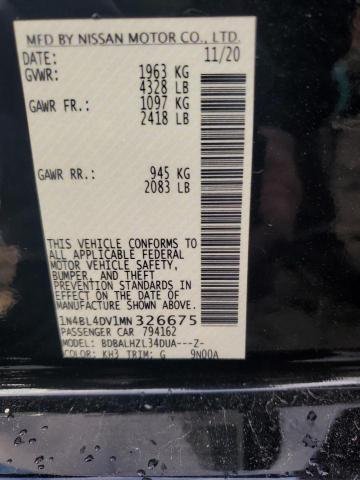 MFD BY NISSAN MOTOR CO., LTD.
DATE: 11/20
GVWR: 1963 KG
4328 LB
GAWR FR.: 1097 KG
2418 LB
GAWR RR.: 945 KG
2083 LB
THIS VEHICLE CONFORMS TO
ALL APPLICABLE FEDERAL
MOTOR VEHICLE SAFETY,
BUMPER, AND THEFT
PREVENTION STANDARDS IN
EFFECT ON THE DATE OF
MANUFACTURE SHOWN ABOVE.
1N4BL4DV1MN326675
PASSENGER CAR 794162
MODEL: BDBALHZL34DUA---Z-
COLOR: KH3 TRIM: G 9N00A